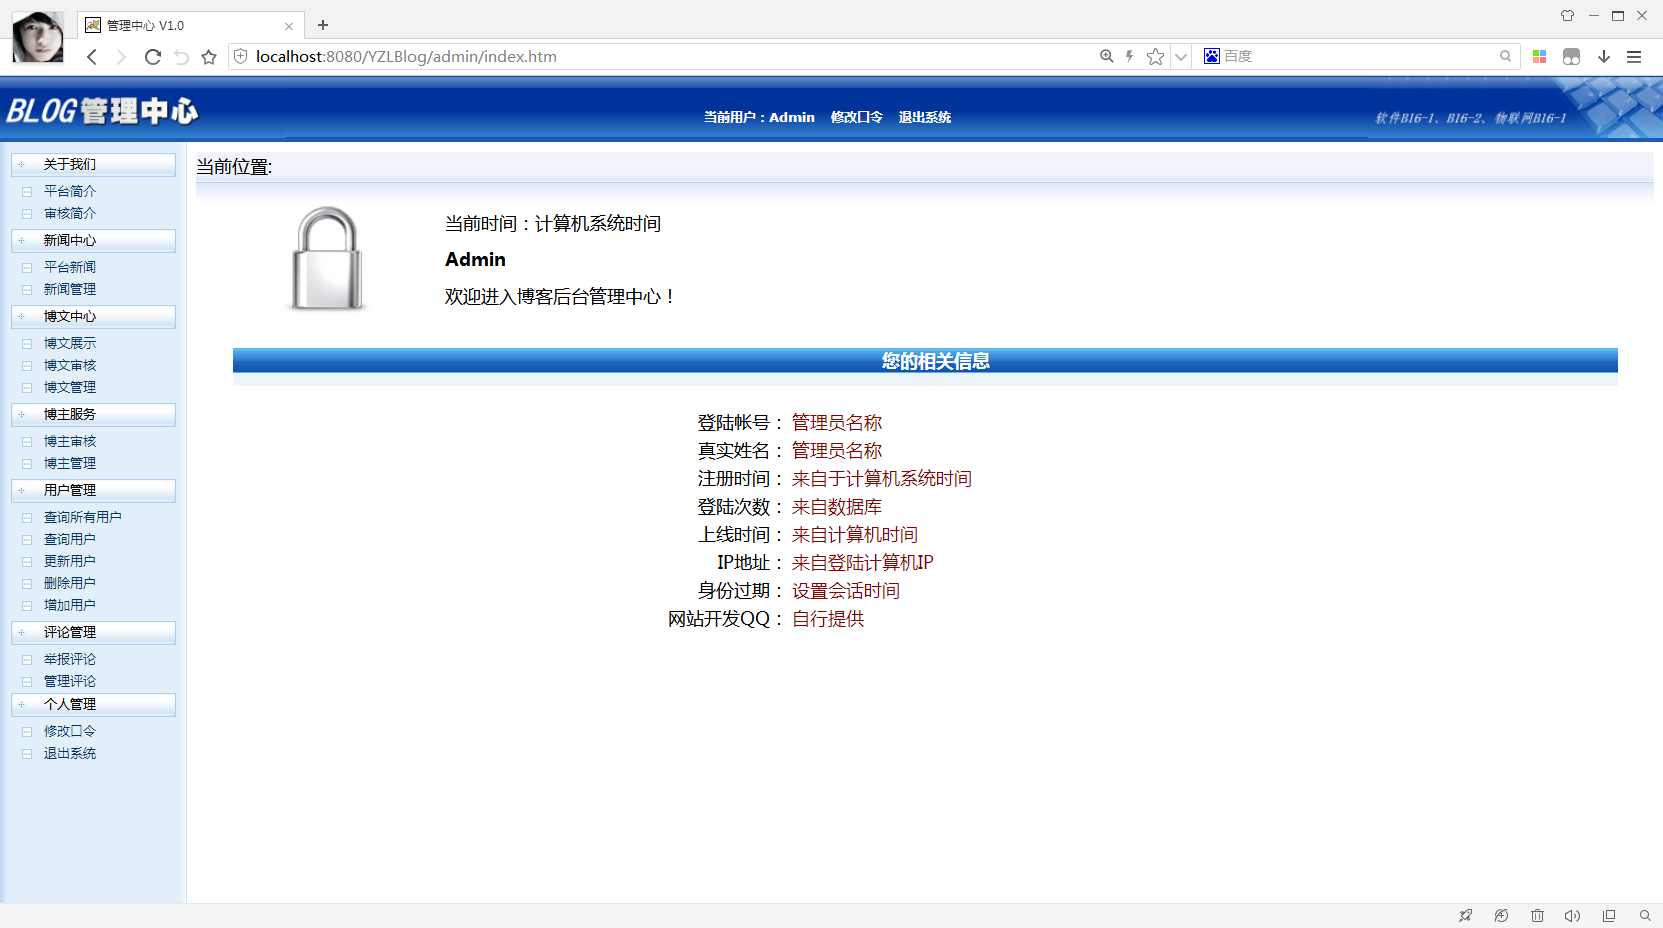 管理中心 V1.0
localhost:8080/YZLBlog/admin/index.htm
百度
BLOG管理中心
当前用户：Admin 修改口令 退出系统
软件B16-1、B16-2、物联网B16-1
关于我们
平台简介
审核简介
新闻中心
平台新闻
新闻管理
博文中心
博文展示
博文审核
博文管理
博主服务
博主审核
博主管理
用户管理
查询所有用户
查询用户
更新用户
删除用户
增加用户
评论管理
举报评论
管理评论
个人管理
修改口令
退出系统
当前位置:
当前时间：计算机系统时间
Admin
欢迎进入博客后台管理中心！
您的相关信息
登陆帐号： 管理员名称
真实姓名： 管理员名称
注册时间： 来自于计算机系统时间
登陆次数： 来自数据库
上线时间： 来自计算机时间
IP地址： 来自登陆计算机IP
身份过期： 设置会话时间
网站开发QQ： 自行提供